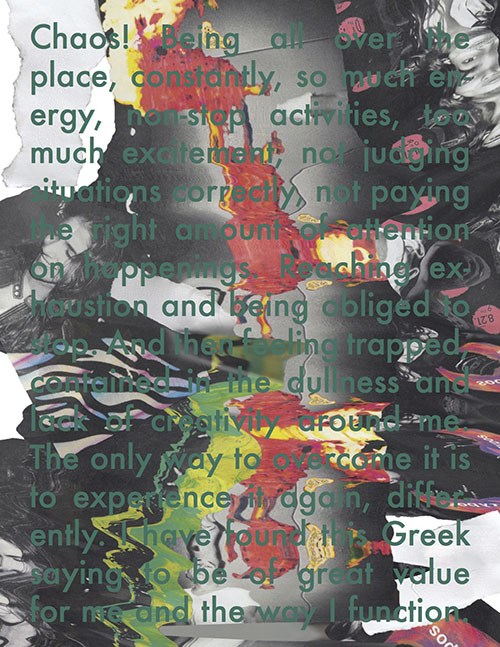 Chaos! Being all over the
place, constantly, so much en-
ergy, non-stop activities, too
much excitement, not judging
situations correctly, not paying
the right amount of attention
on happenings. Reaching ex-
haustion and being obliged to
stop. And then feeling trapped,
contained in the dullness and
lack of creativity around me.
The only way to overcome it is
to experience it again, differ-
ently. I have found this Greek
saying to be of great value
for me and the way I function.
8.21
sod